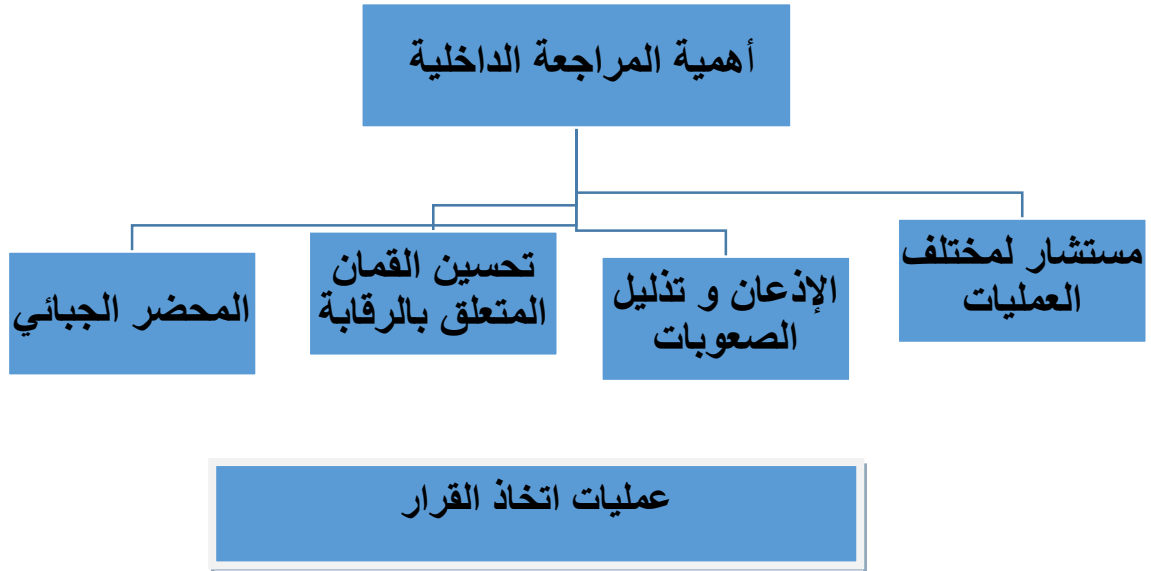 أهمية المراجعة الداخلية
مستشار لمختلف
العمليات
الإذعان و تذليل
الصعوبات
تحسين القمان
المتعلق بالرقابة
المحضر الجبائي
عمليات اتخاذ القرار